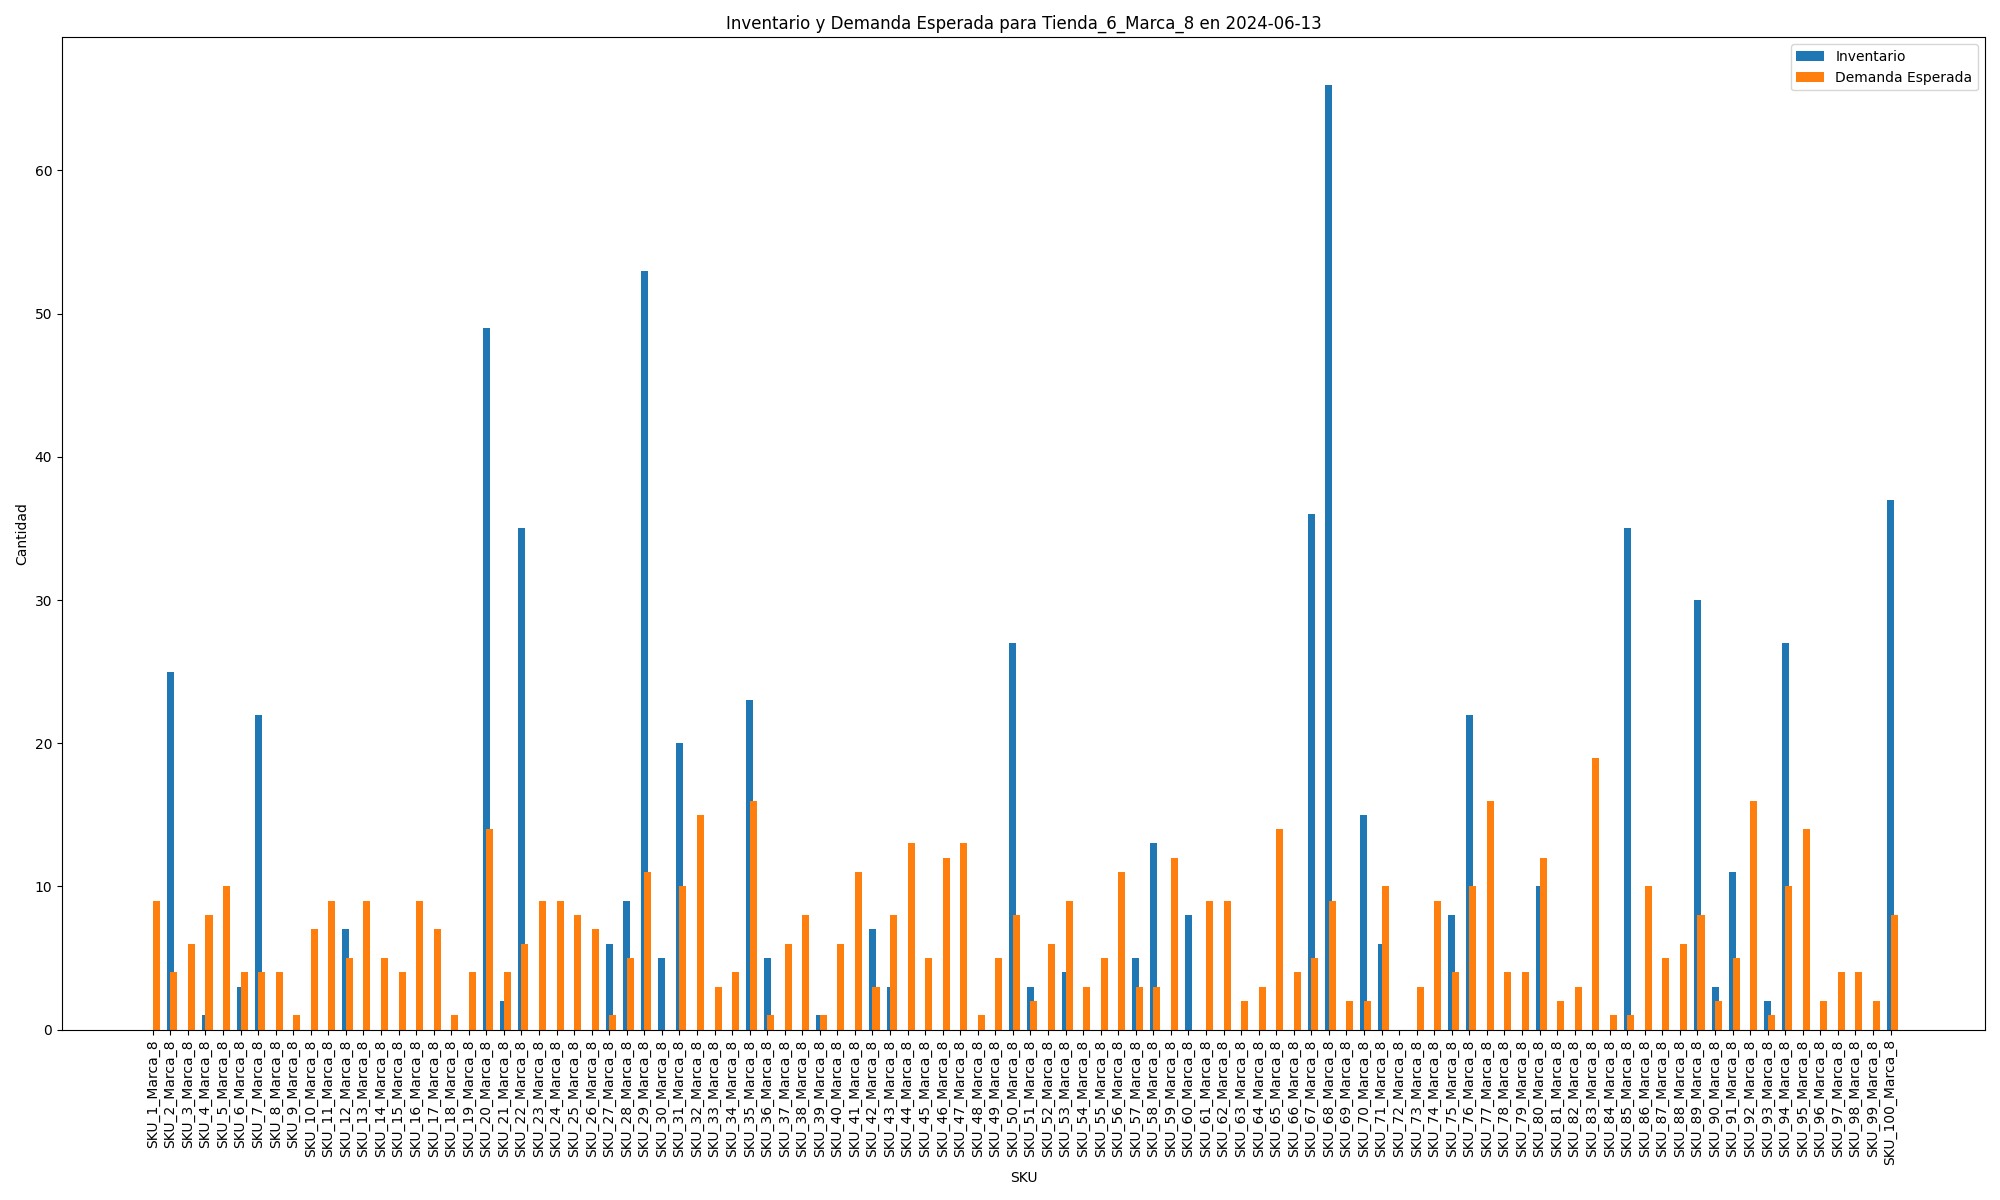 Inventario y Demanda Esperada para Tienda_6_Marca_8 en 2024-06-13
Inventario
Demanda Esperada
Cantidad
60
50
40
30
20
10
0
SKU_1_Marca_8
SKU_2_Marca_8
SKU_3_Marca_8
SKU_4_Marca_8
SKU_5_Marca_8
SKU_6_Marca_8
SKU_7_Marca_8
SKU_8_Marca_8
SKU_9_Marca_8
SKU_10_Marca_8
SKU_11_Marca_8
SKU_12_Marca_8
SKU_13_Marca_8
SKU_14_Marca_8
SKU_15_Marca_8
SKU_16_Marca_8
SKU_17_Marca_8
SKU_18_Marca_8
SKU_19_Marca_8
SKU_20_Marca_8
SKU_21_Marca_8
SKU_22_Marca_8
SKU_23_Marca_8
SKU_24_Marca_8
SKU_25_Marca_8
SKU_26_Marca_8
SKU_27_Marca_8
SKU_28_Marca_8
SKU_29_Marca_8
SKU_30_Marca_8
SKU_31_Marca_8
SKU_32_Marca_8
SKU_33_Marca_8
SKU_34_Marca_8
SKU_35_Marca_8
SKU_36_Marca_8
SKU_37_Marca_8
SKU_38_Marca_8
SKU_39_Marca_8
SKU_40_Marca_8
SKU_41_Marca_8
SKU_42_Marca_8
SKU_43_Marca_8
SKU_44_Marca_8
SKU_45_Marca_8
SKU_46_Marca_8
SKU_47_Marca_8
SKU_48_Marca_8
SKU_49_Marca_8
SKU_50_Marca_8
SKU_51_Marca_8
SKU_52_Marca_8
SKU_53_Marca_8
SKU_54_Marca_8
SKU_55_Marca_8
SKU_56_Marca_8
SKU_57_Marca_8
SKU_58_Marca_8
SKU_59_Marca_8
SKU_60_Marca_8
SKU_61_Marca_8
SKU_62_Marca_8
SKU_63_Marca_8
SKU_64_Marca_8
SKU_65_Marca_8
SKU_66_Marca_8
SKU_67_Marca_8
SKU_68_Marca_8
SKU_69_Marca_8
SKU_70_Marca_8
SKU_71_Marca_8
SKU_72_Marca_8
SKU_73_Marca_8
SKU_74_Marca_8
SKU_75_Marca_8
SKU_76_Marca_8
SKU_77_Marca_8
SKU_78_Marca_8
SKU_79_Marca_8
SKU_80_Marca_8
SKU_81_Marca_8
SKU_82_Marca_8
SKU_83_Marca_8
SKU_84_Marca_8
SKU_85_Marca_8
SKU_86_Marca_8
SKU_87_Marca_8
SKU_88_Marca_8
SKU_89_Marca_8
SKU_90_Marca_8
SKU_91_Marca_8
SKU_92_Marca_8
SKU_93_Marca_8
SKU_94_Marca_8
SKU_95_Marca_8
SKU_96_Marca_8
SKU_97_Marca_8
SKU_98_Marca_8
SKU_99_Marca_8
SKU_100_Marca_8
SKU